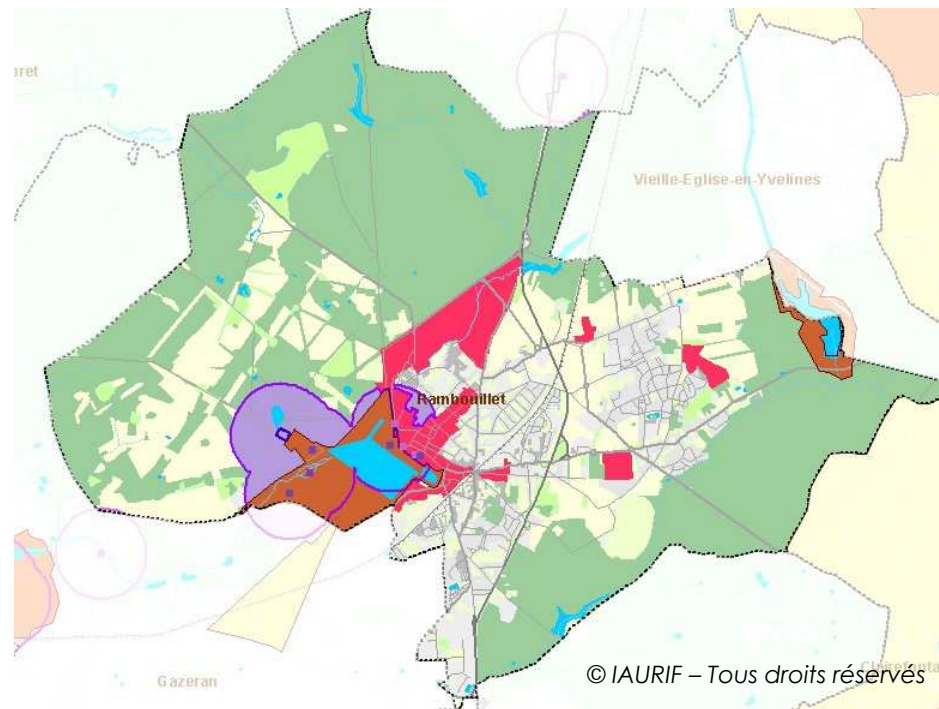 Vieille-Eglise-en-Yvelines
Rambouillet
Gazeran
© IAURIF – Tous droits réservés